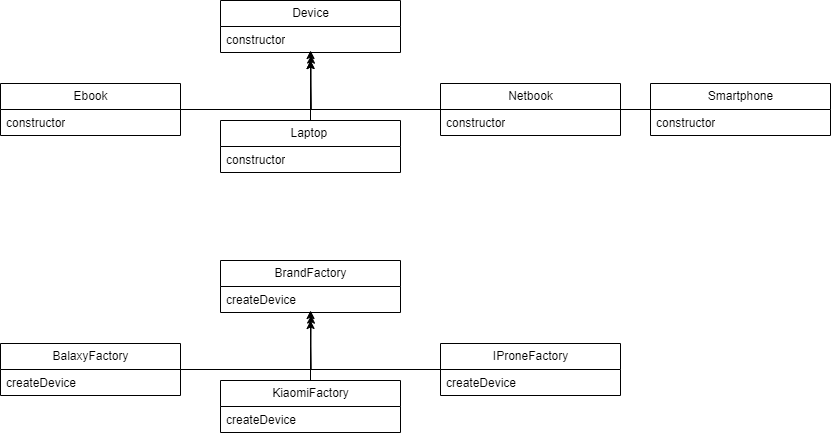 Device
constructor
Ebook
constructor
Netbook
constructor
Smartphone
constructor
Laptop
constructor
BrandFactory
createDevice
BalaxyFactory
createDevice
IProneFactory
createDevice
KiaomiFactory
createDevice